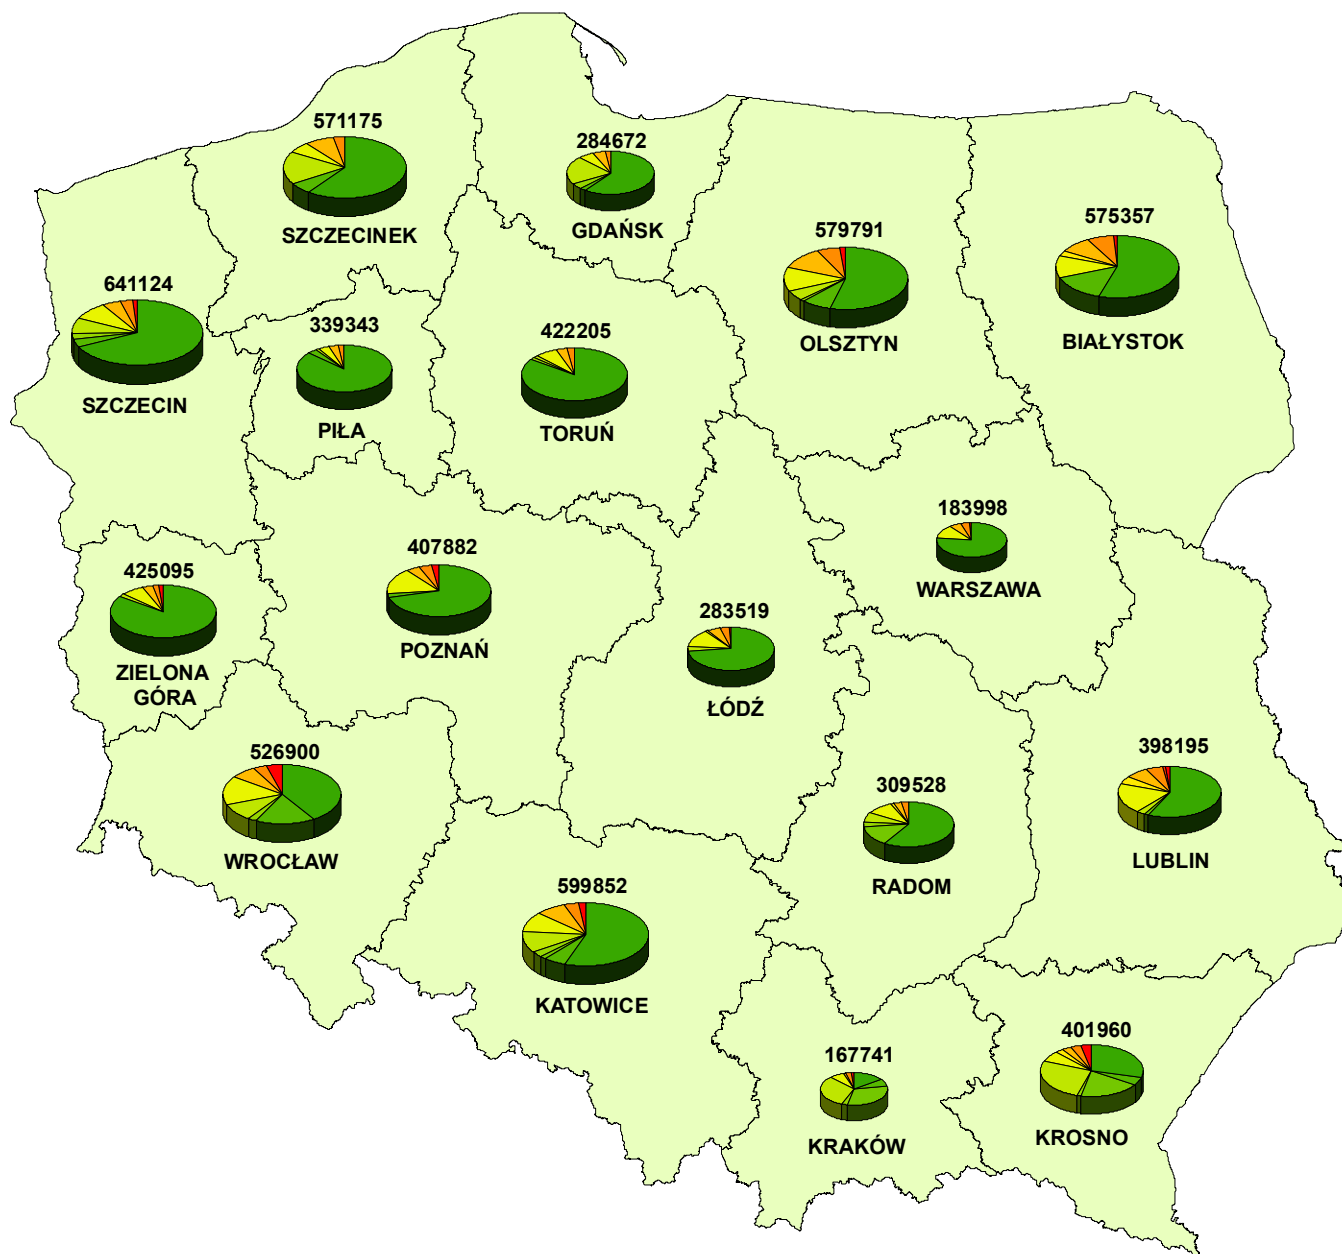 571175
SZCZECINEK
284672
GDAŃSK
579791
OLSZTYN
575357
BIAŁYSTOK
641124
SZCZECIN
339343
PIŁA
422205
TORUŃ
183998
WARSZAWA
425095
ZIELONA
GÓRA
407882
POZNAŃ
283519
ŁÓDŹ
526900
WROCŁAW
309528
RADOM
398195
LUBLIN
599852
KATOWICE
167741
KRAKÓW
401960
KROSNO